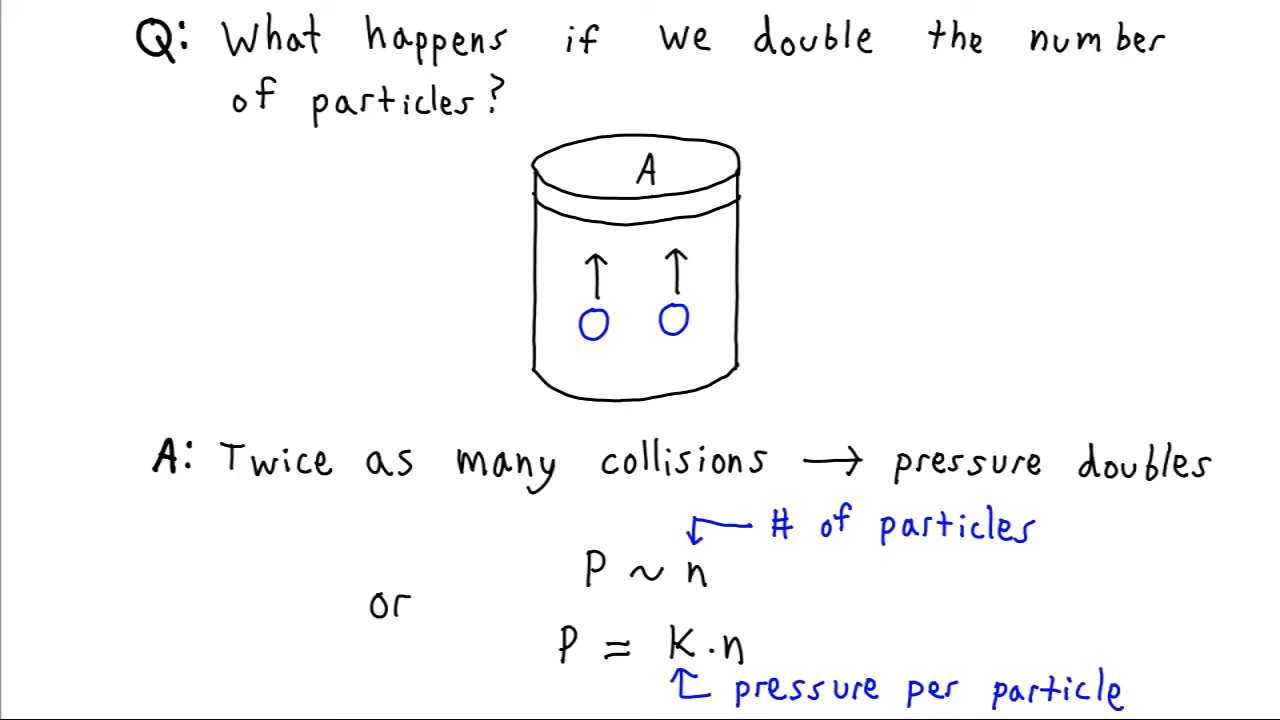 Q: What happens if we double the number
of particles?
A
A: Twice as many collisions → pressure doubles
# of particles
P ~ n
or
P = K · n
pressure per particle